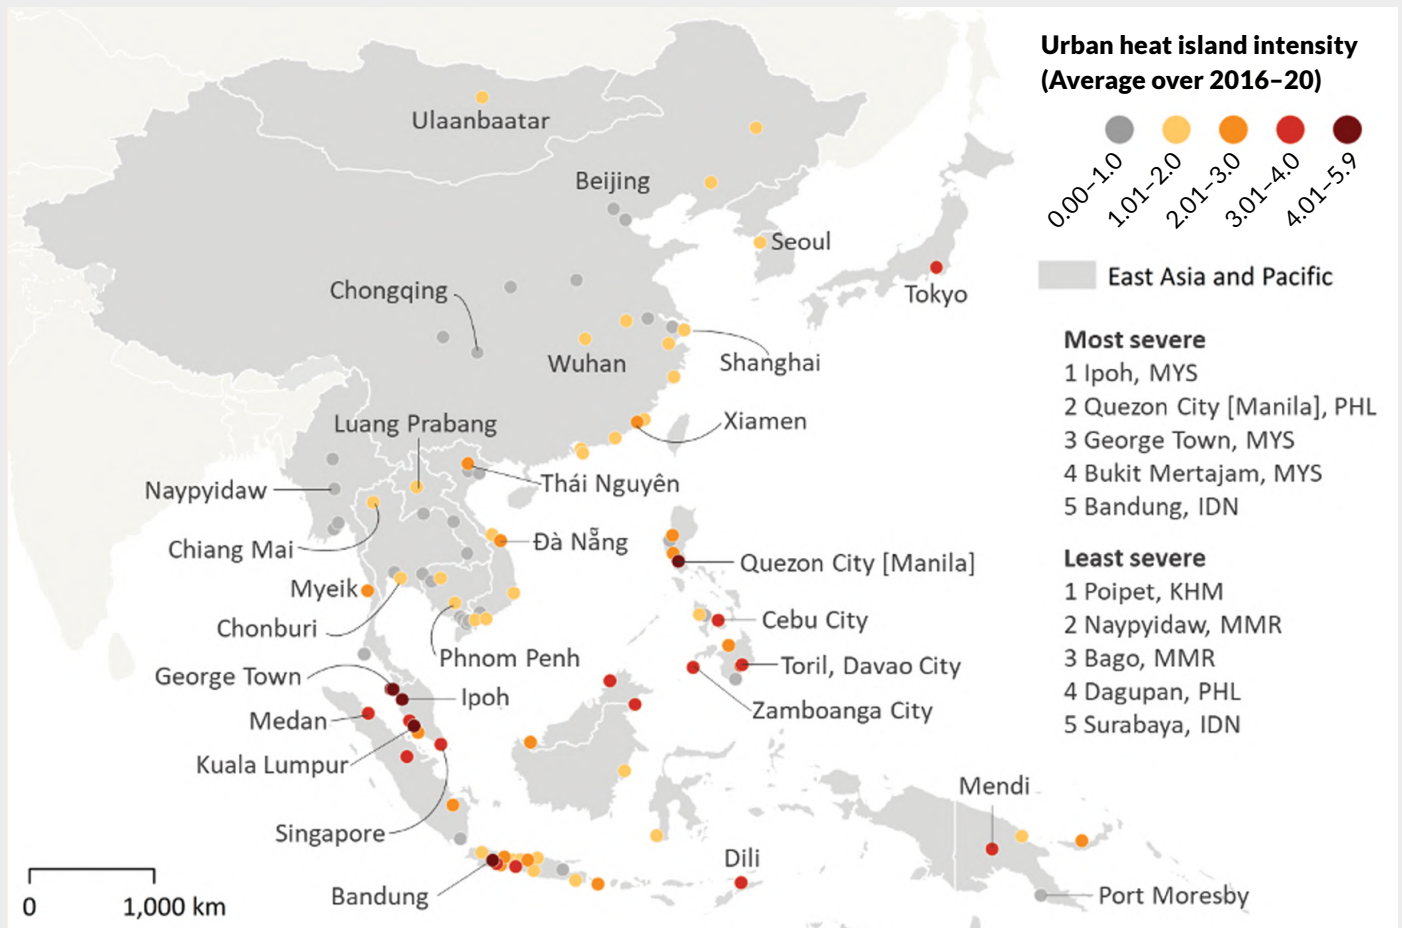 Urban heat island intensity
(Average over 2016–20)
0.00–1.0
1.01–2.0
2.01–3.0
3.01–4.0
4.01–5.9
East Asia and Pacific
Most severe
1 Ipoh, MYS
2 Quezon City [Manila], PHL
3 George Town, MYS
4 Bukit Mertajam, MYS
5 Bandung, IDN
Least severe
1 Poipet, KHM
2 Naypyidaw, MMR
3 Bago, MMR
4 Dagupan, PHL
5 Surabaya, IDN
Ulaanbaatar
Beijing
Seoul
Tokyo
Chongqing
Wuhan
Shanghai
Xiamen
Luang Prabang
Naypyidaw
Thái Nguyên
Chiang Mai
Đà Nẵng
Quezon City [Manila]
Myeik
Chonburi
Cebu City
Phnom Penh
Toril, Davao City
George Town
Ipoh
Zamboanga City
Medan
Kuala Lumpur
Mendi
Singapore
Dili
Bandung
Port Moresby
0
1,000 km